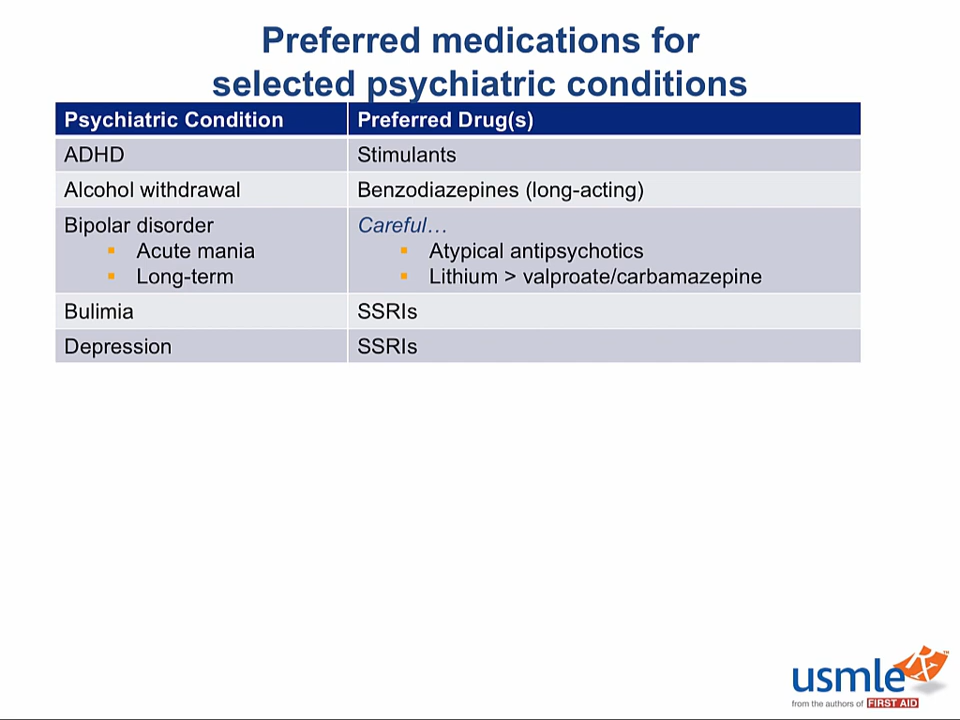 Preferred medications for
selected psychiatric conditions
Psychiatric Condition Preferred Drug(s)
ADHD Stimulants
Alcohol withdrawal Benzodiazepines (long-acting)
Bipolar disorder Careful…
▪ Acute mania ▪ Atypical antipsychotics
▪ Long-term ▪ Lithium > valproate/carbamazepine
Bulimia SSRIs
Depression SSRIs
usmle Rx™
from the authors of FIRST AID